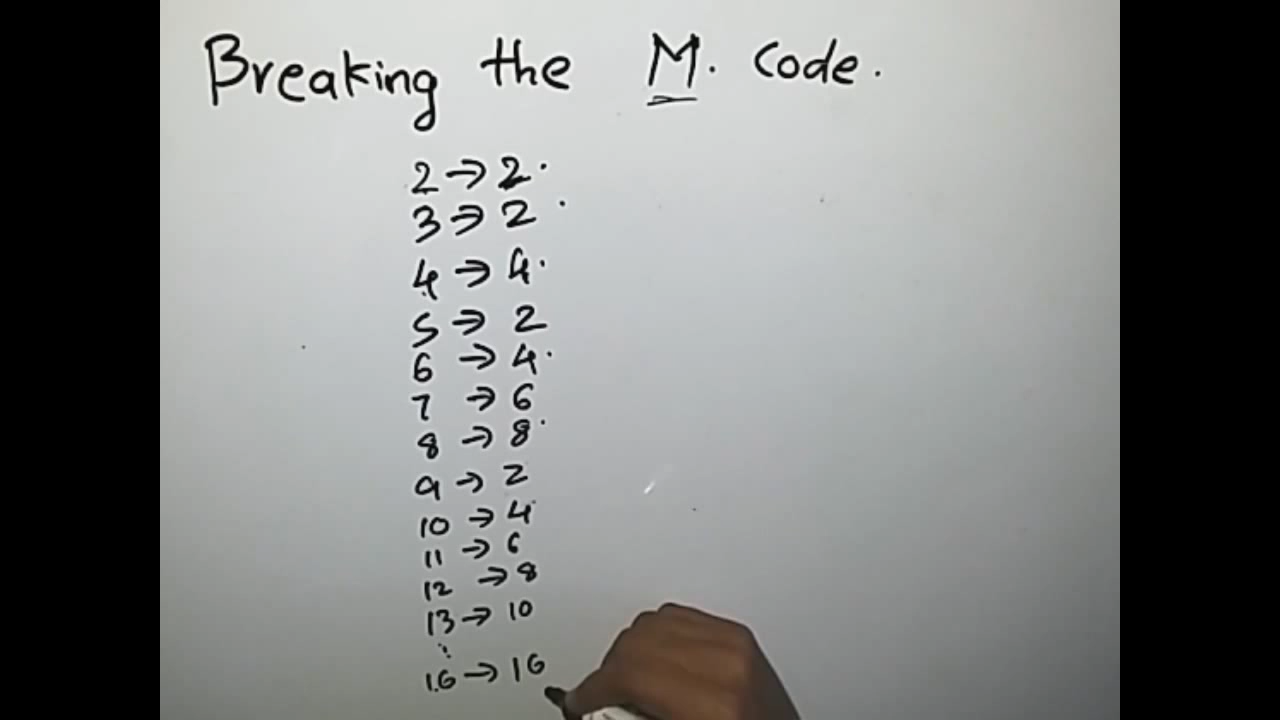 Breaking the M. Code.
2 → 2.
3 → 2
4 → 4.
5 → 2
6 → 4.
7 → 6
8 → 8.
9 → 2
10 → 4
11 → 6
12 → 8
13 → 10
⋮
16 → 16